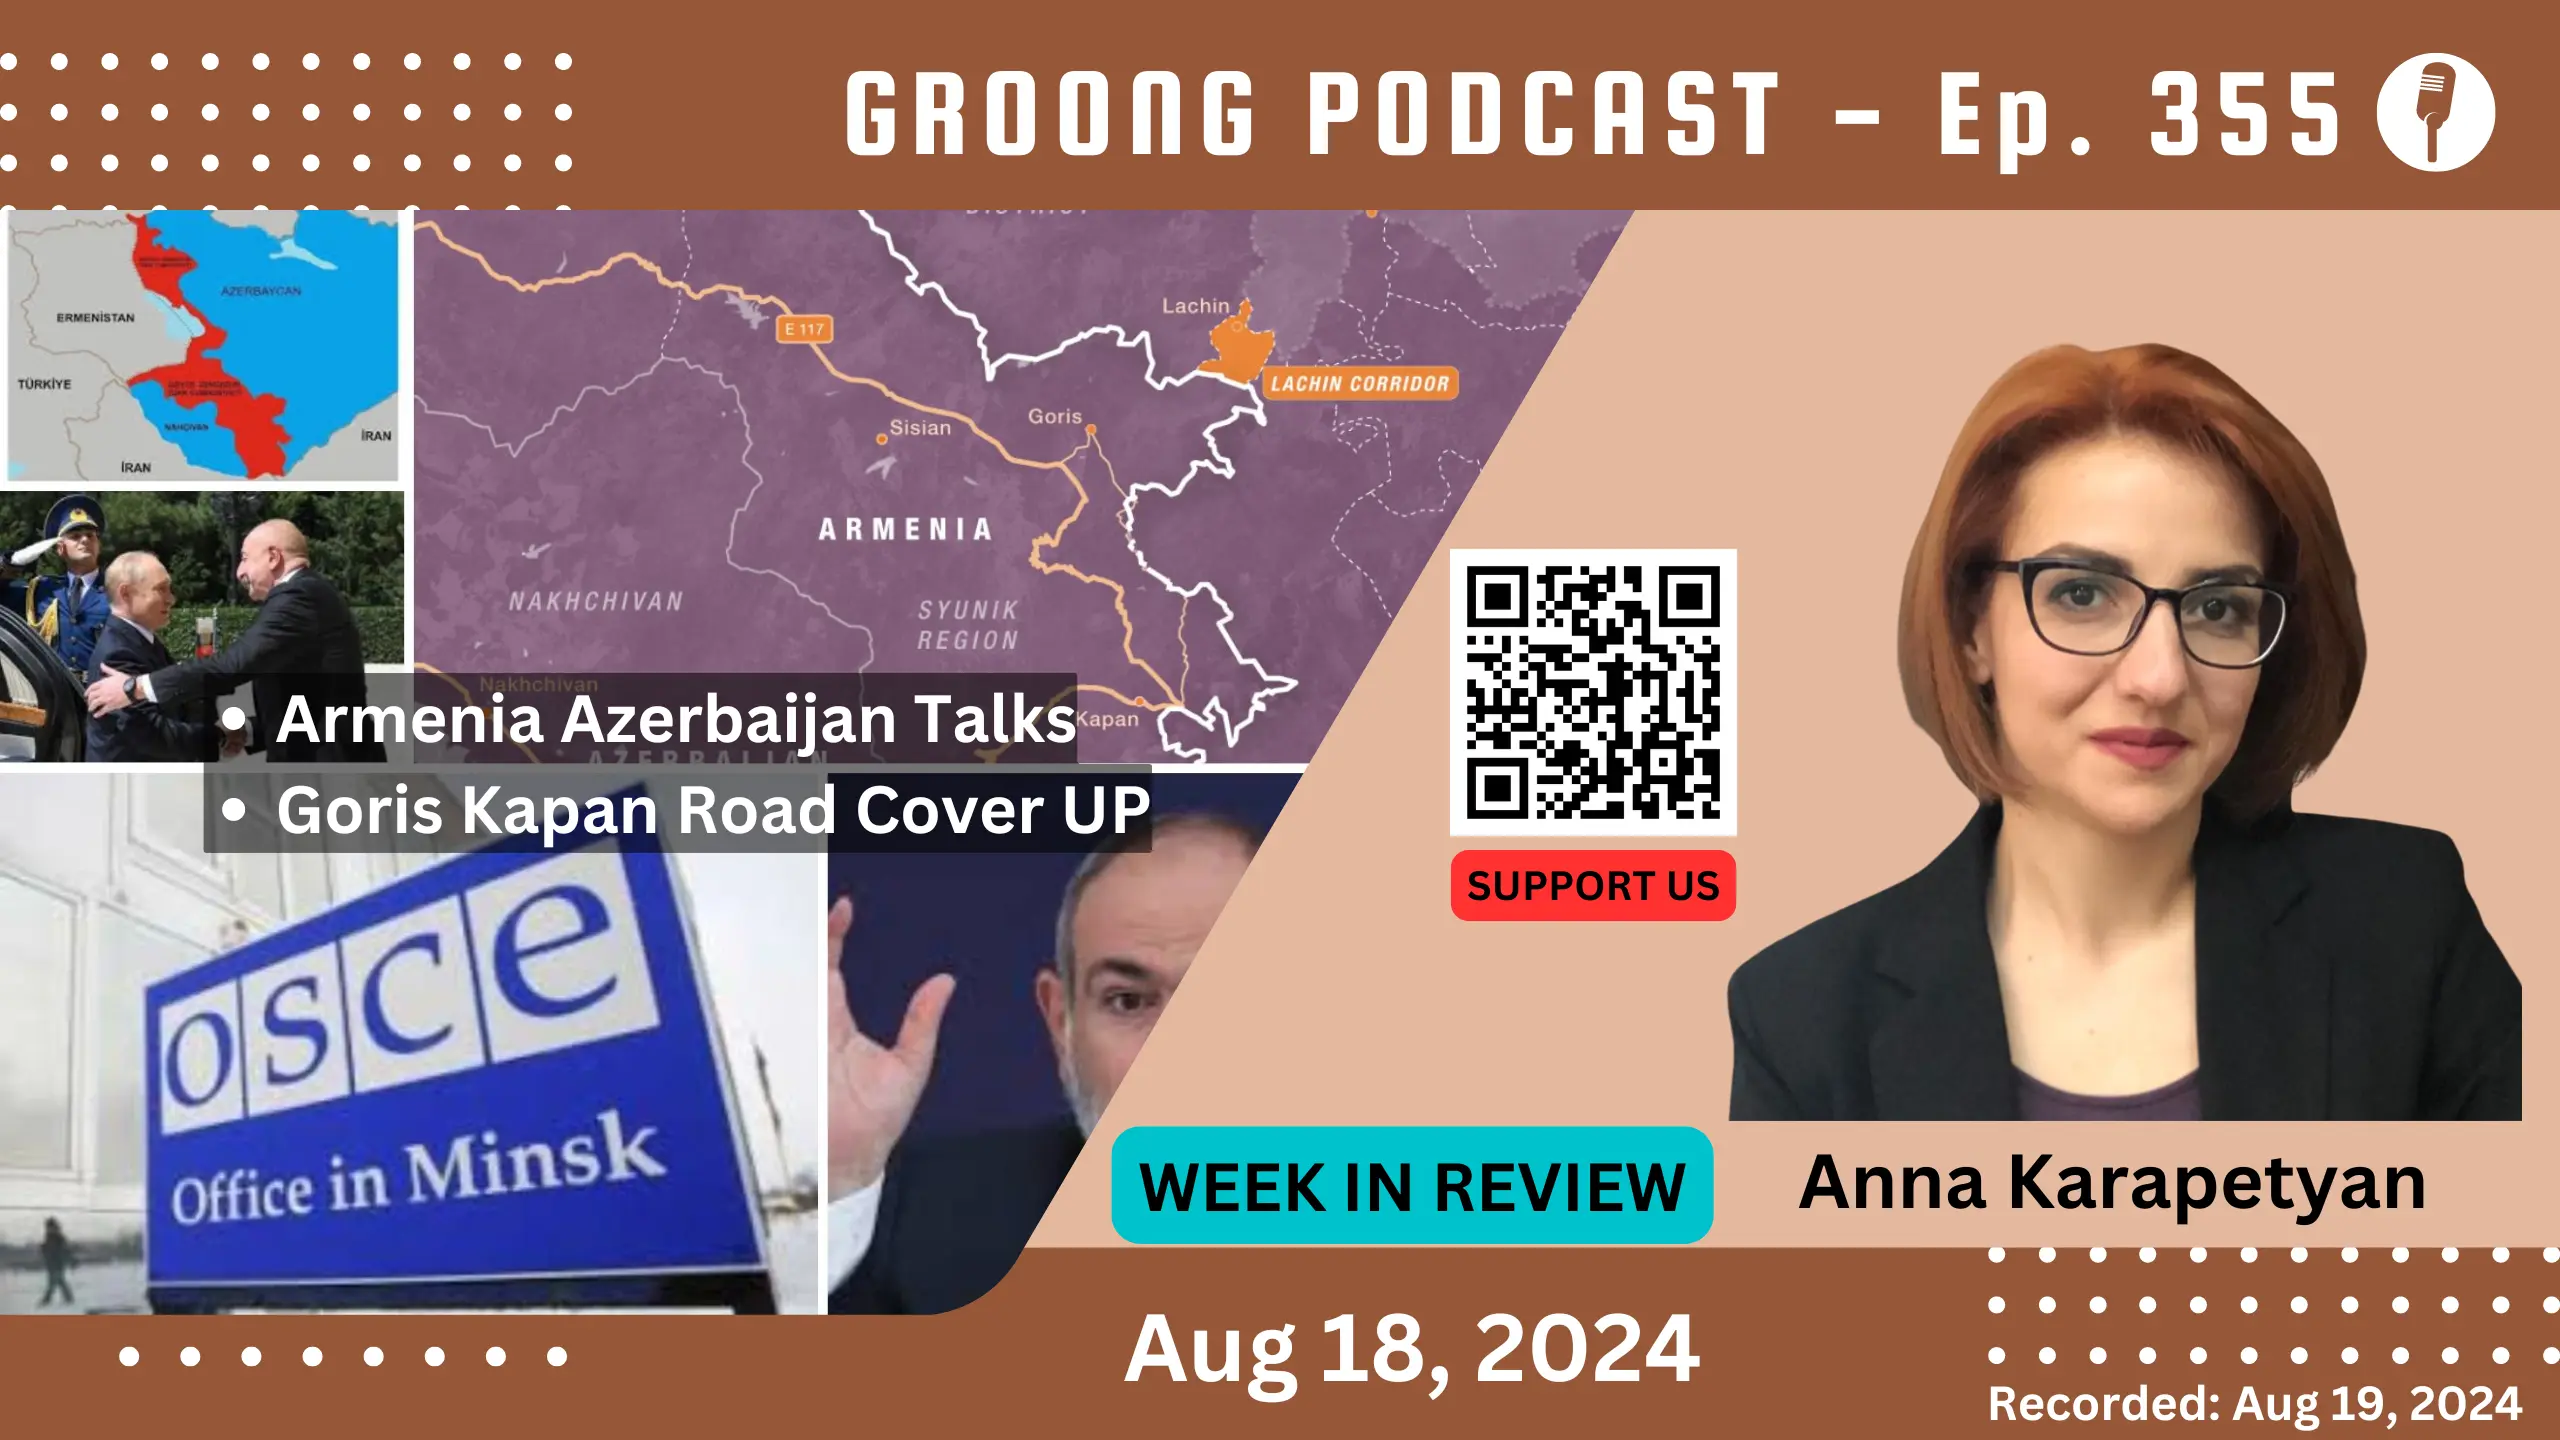 GROONG PODCAST - Ep. 355
AZERBAYCAN
ERMENİSTAN
TÜRKİYE
NAHÇIVAN
İRAN
İRAN
DISTRICT
Lachin
E 117
LACHIN CORRIDOR
Goris
Sisian
ARMENIA
NAKHCHIVAN
SYUNIK
REGION
Nakhchivan
Kapan
AZERBAIJAN
• Armenia Azerbaijan Talks
• Goris Kapan Road Cover UP
SUPPORT US
osce
Office in Minsk
WEEK IN REVIEW
Anna Karapetyan
Aug 18, 2024
Recorded: Aug 19, 2024